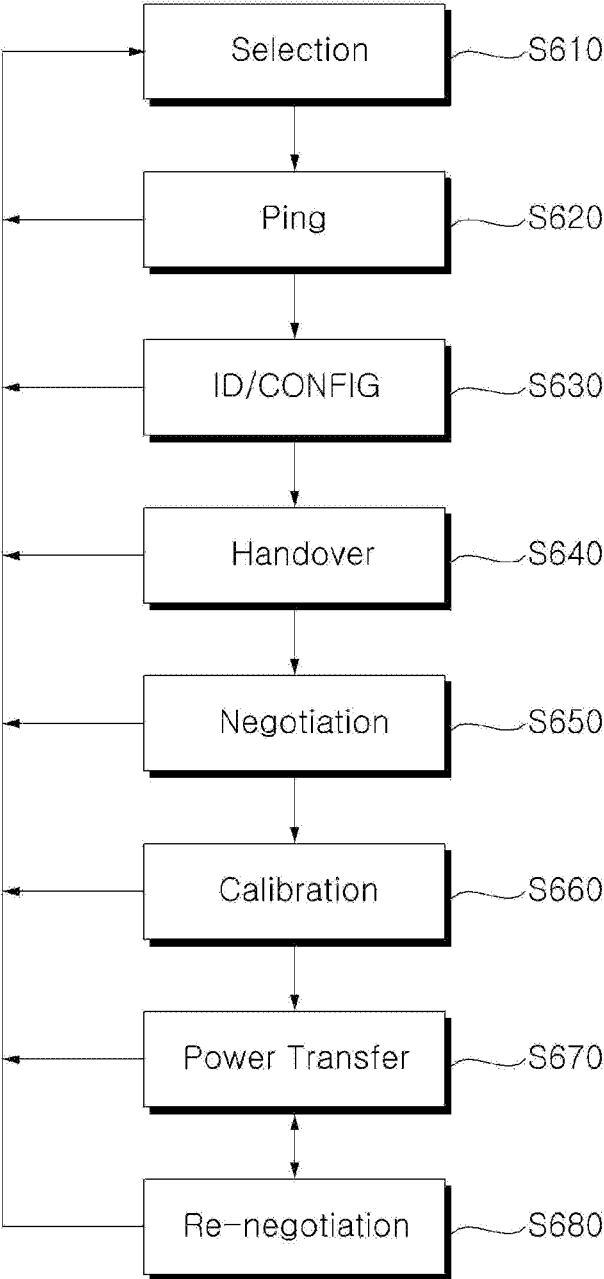 Selection S610
Ping S620
ID/CONFIG S630
Handover S640
Negotiation S650
Calibration S660
Power Transfer S670
Re-negotiation S680